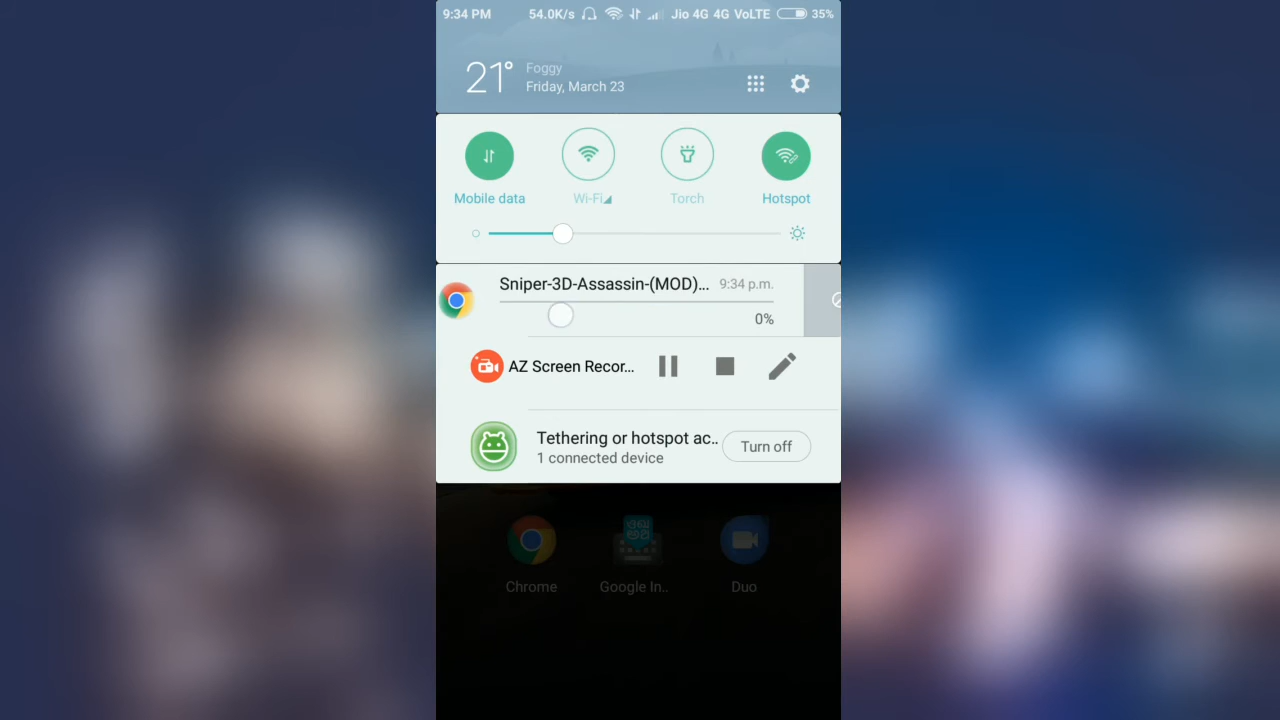 9:34 PM 54.0K/s Jio 4G 4G VoLTE 35%
21° Foggy
Friday, March 23
Mobile data Wi-Fi Torch Hotspot
Sniper-3D-Assassin-(MOD)... 9:34 p.m.
0%
AZ Screen Recor...
Tethering or hotspot ac..
1 connected device
Turn off
Chrome Google In.. Duo